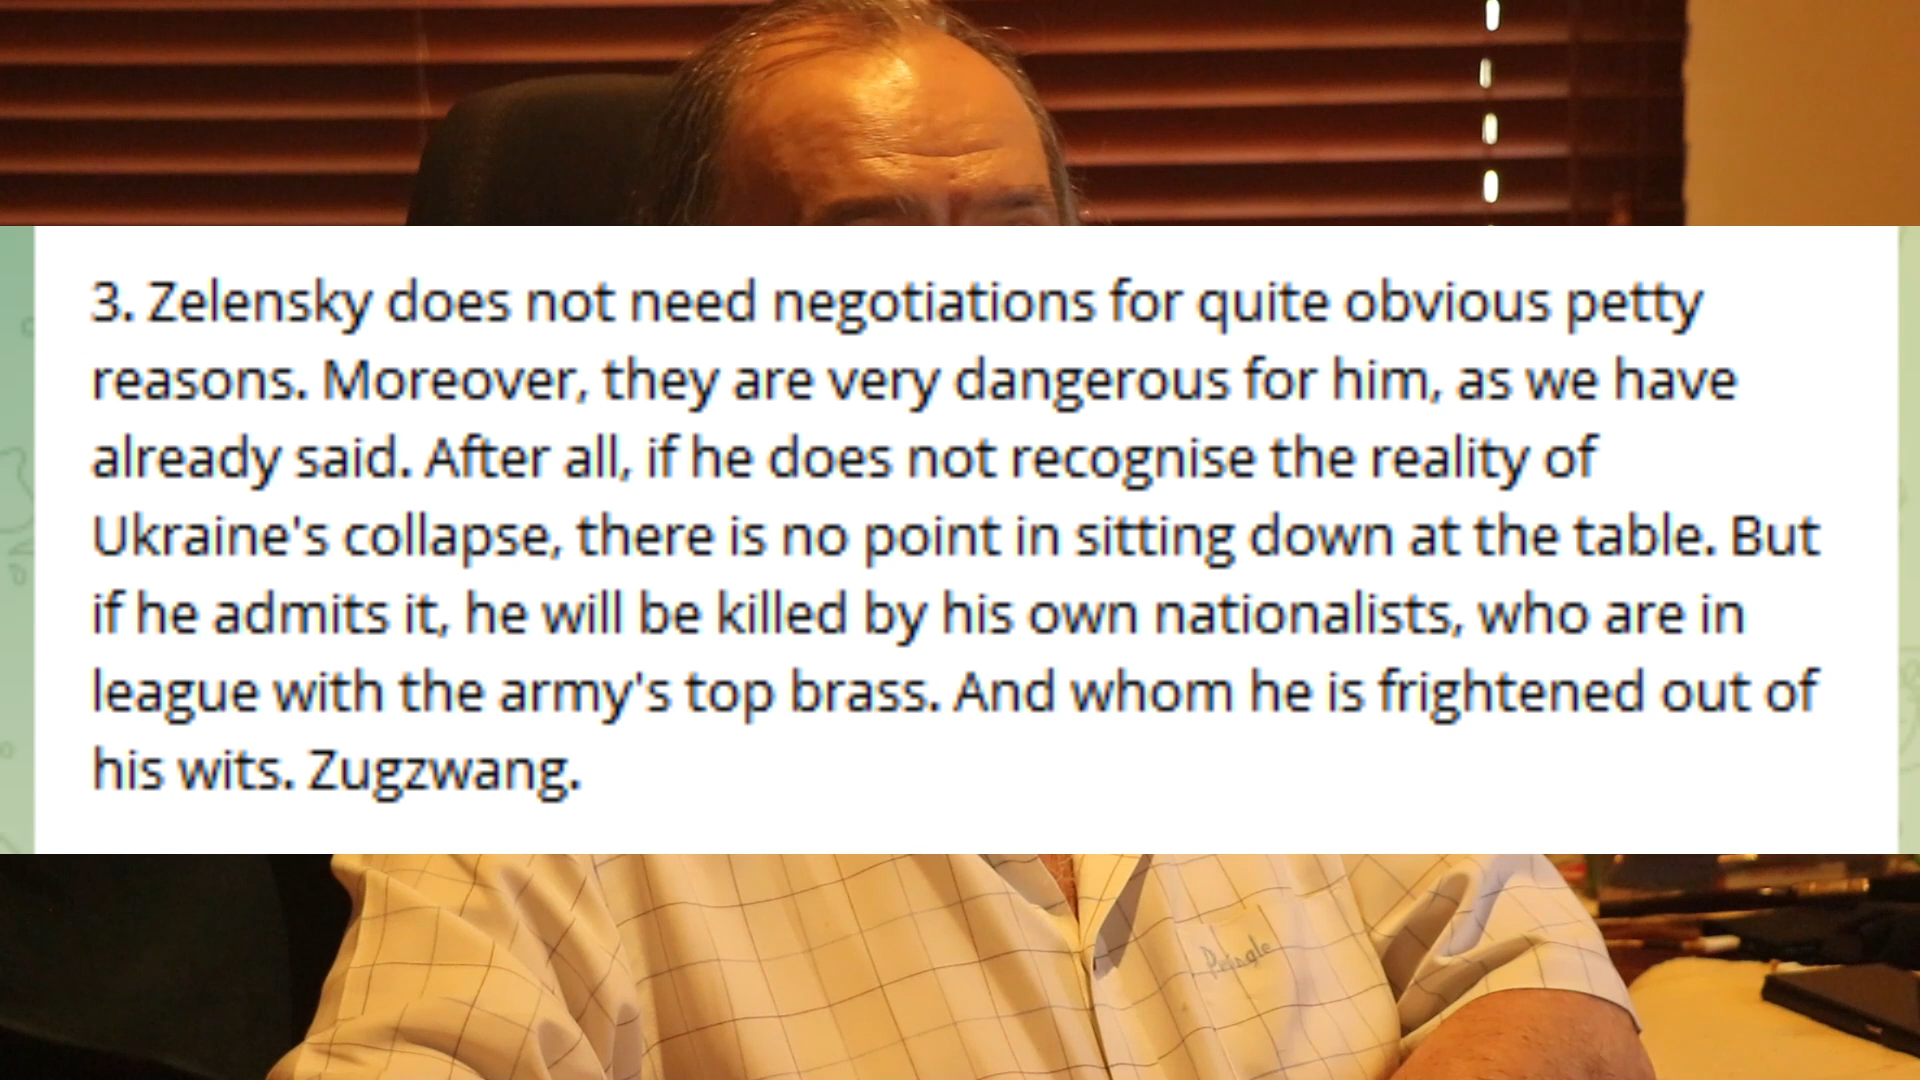 3. Zelensky does not need negotiations for quite obvious petty
reasons. Moreover, they are very dangerous for him, as we have
already said. After all, if he does not recognise the reality of
Ukraine's collapse, there is no point in sitting down at the table. But
if he admits it, he will be killed by his own nationalists, who are in
league with the army's top brass. And whom he is frightened out of
his wits. Zugzwang.
Pringle